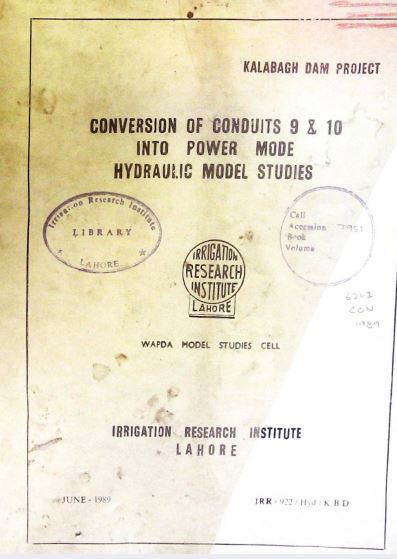 KALABAGH DAM PROJECT
CONVERSION OF CONDUITS 9 & 10
INTO POWER MODE
HYDRAULIC MODEL STUDIES
Irrigation Research Institute
LIBRARY
LAHORE
Call
Accession 7951
Book
Volume
IRRIGATION
RESEARCH
INSTITUTE
LAHORE
CON
1989
WAPDA MODEL STUDIES CELL
IRRIGATION RESEARCH INSTITUTE
LAHORE
JUNE - 1989
IRR - 922 / Hyd / K B D